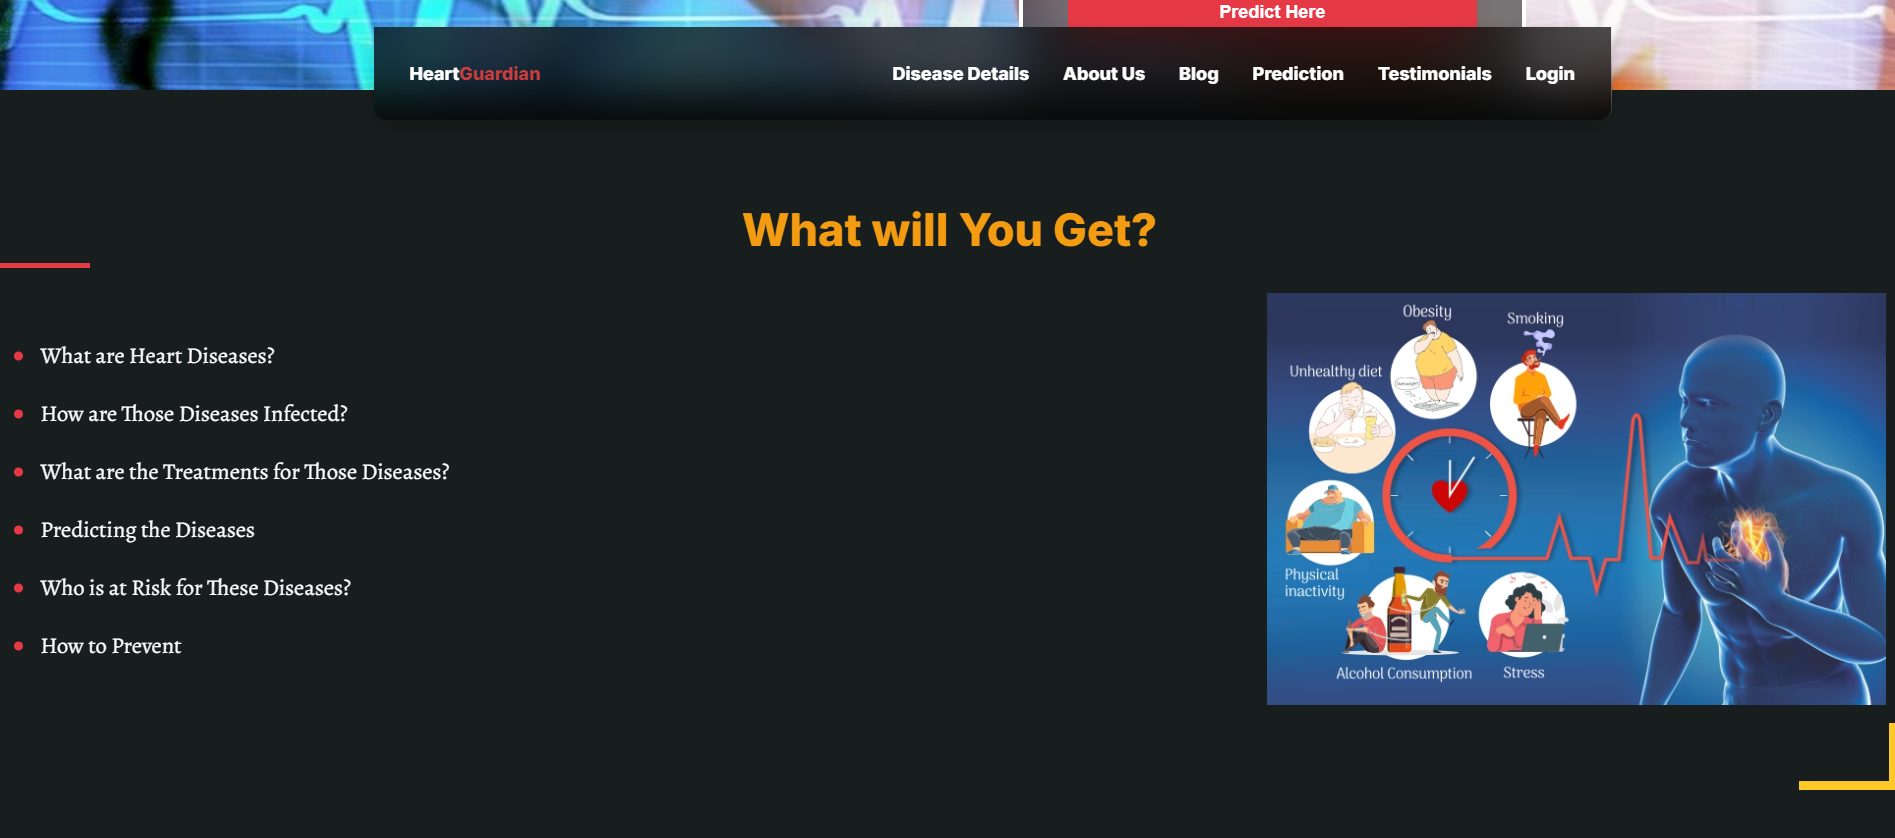 Predict Here
HeartGuardian
Disease Details
About Us
Blog
Prediction
Testimonials
Login
What will You Get?
What are Heart Diseases?
How are Those Diseases Infected?
What are the Treatments for Those Diseases?
Predicting the Diseases
Who is at Risk for These Diseases?
How to Prevent
Obesity
Smoking
Unhealthy diet
Physical
inactivity
Alcohol Consumption
Stress